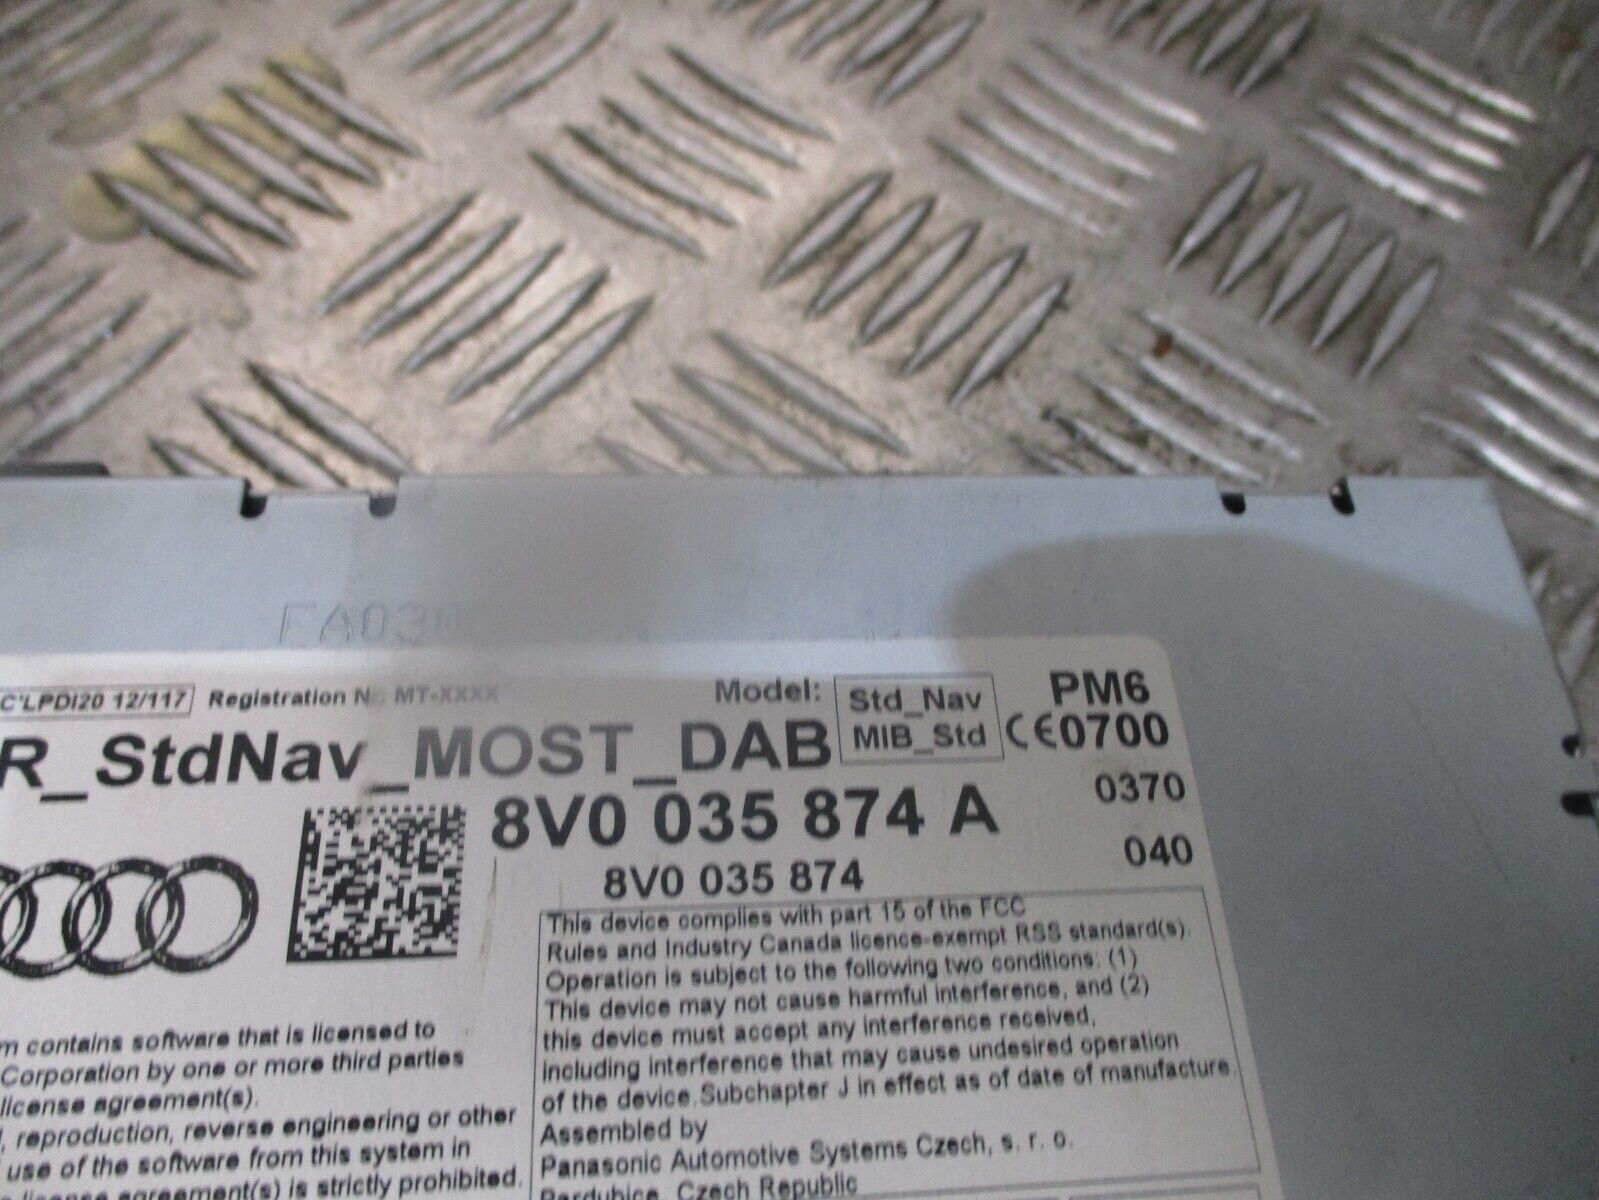 FA03
C'LPDI20 12/117 Registration N MT-XXXX Model: Std_Nav MIB_Std PM6
R_StdNav_MOST_DAB CE0700
8V0 035 874 A 0370
8V0 035 874 040
This device complies with part 15 of the FCC
Rules and Industry Canada licence-exempt RSS standard(s).
Operation is subject to the following two conditions: (1)
This device may not cause harmful interference, and (2)
this device must accept any interference received,
including interference that may cause undesired operation
of the device.Subchapter J in effect as of date of manufacture.
Assembled by
Panasonic Automotive Systems Czech, s. r. o.
Pardubice, Czech Republic
m contains software that is licensed to
Corporation by one or more third parties
license agreement(s).
, reproduction, reverse engineering or other
use of the software from this system in
license agreement(s) is strictly prohibited.